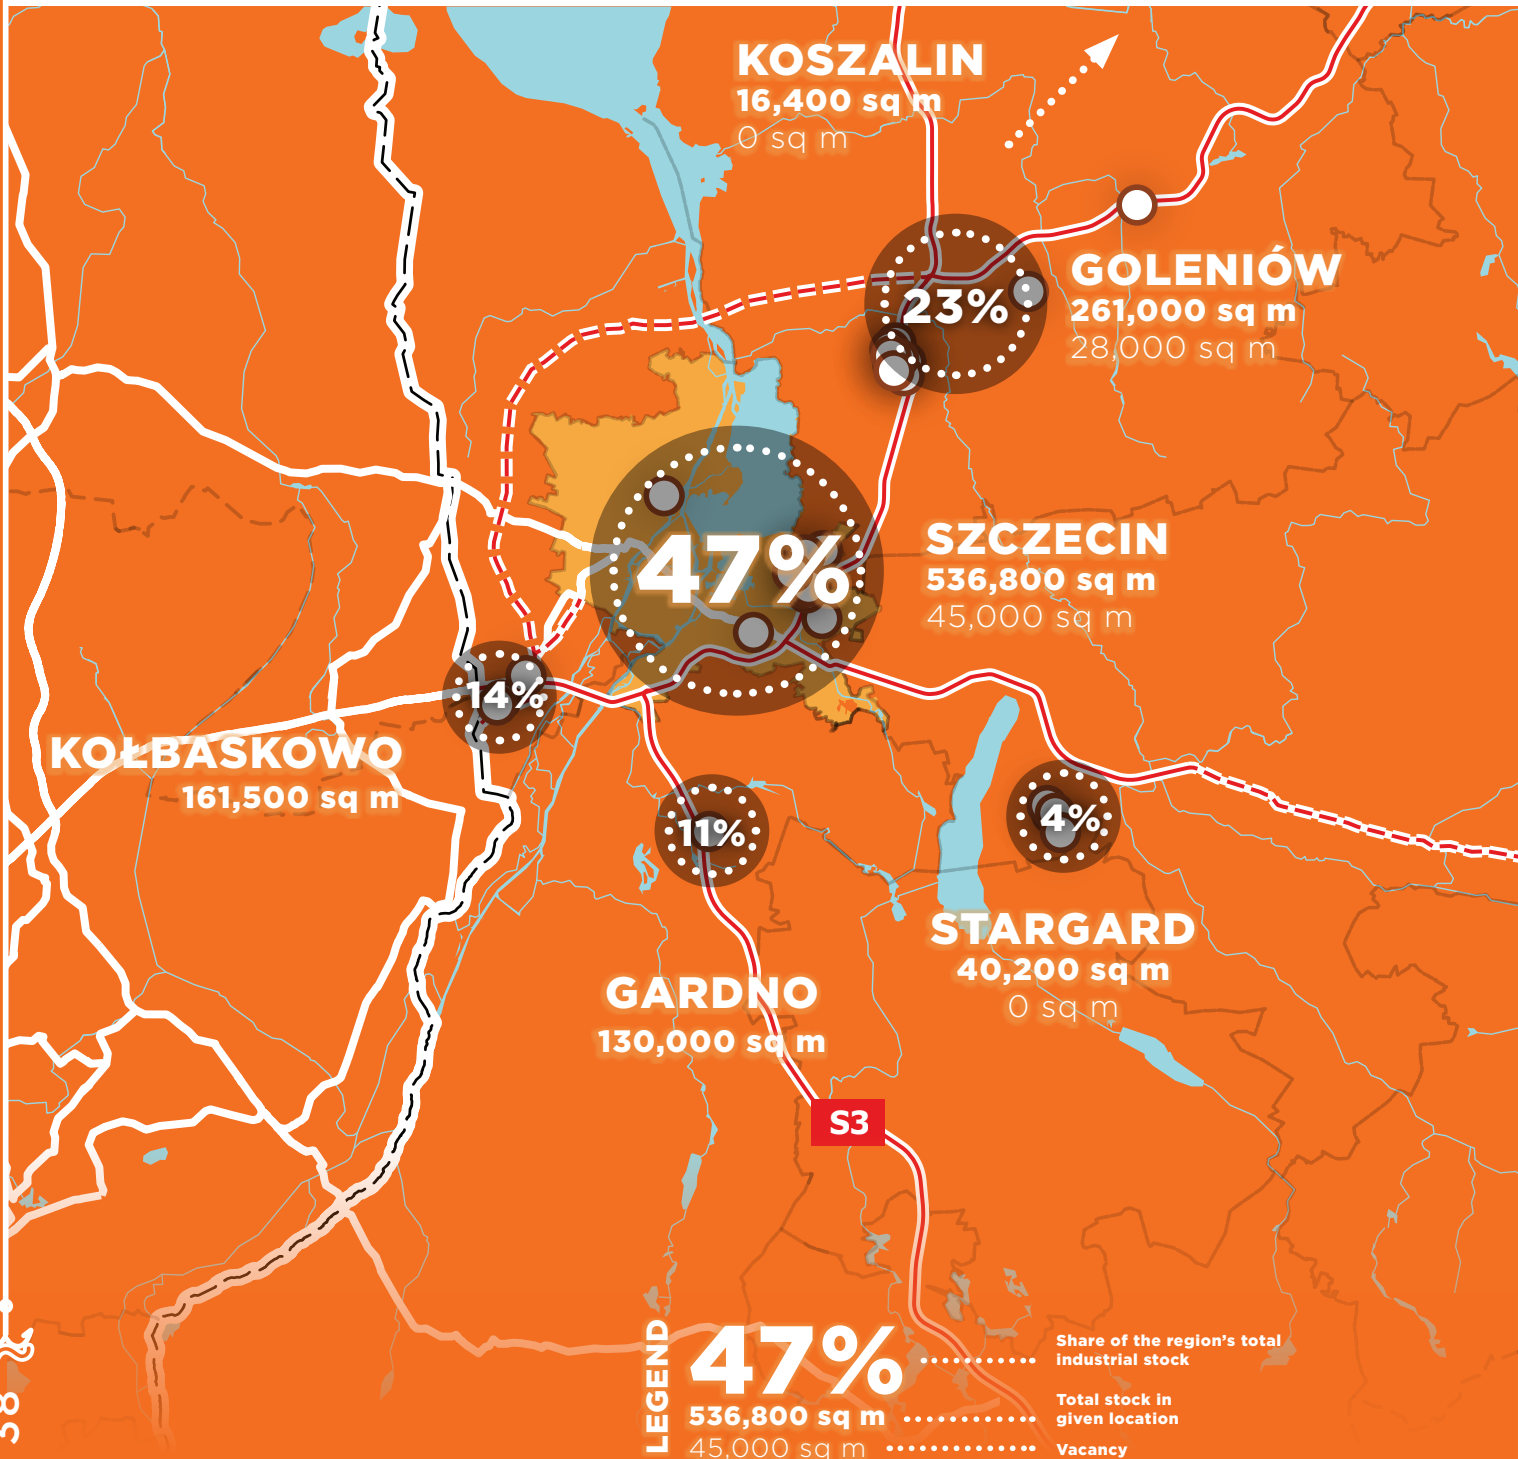 KOSZALIN
16,400 sq m
0 sq m
23%
GOLENIÓW
261,000 sq m
28,000 sq m
47%
SZCZECIN
536,800 sq m
45,000 sq m
14%
KOŁBASKOWO
161,500 sq m
11%
4%
STARGARD
40,200 sq m
0 sq m
GARDNO
130,000 sq m
S3
LEGEND
47%
Share of the region's total
industrial stock
536,800 sq m
Total stock in
given location
45,000 sq m
Vacancy
38